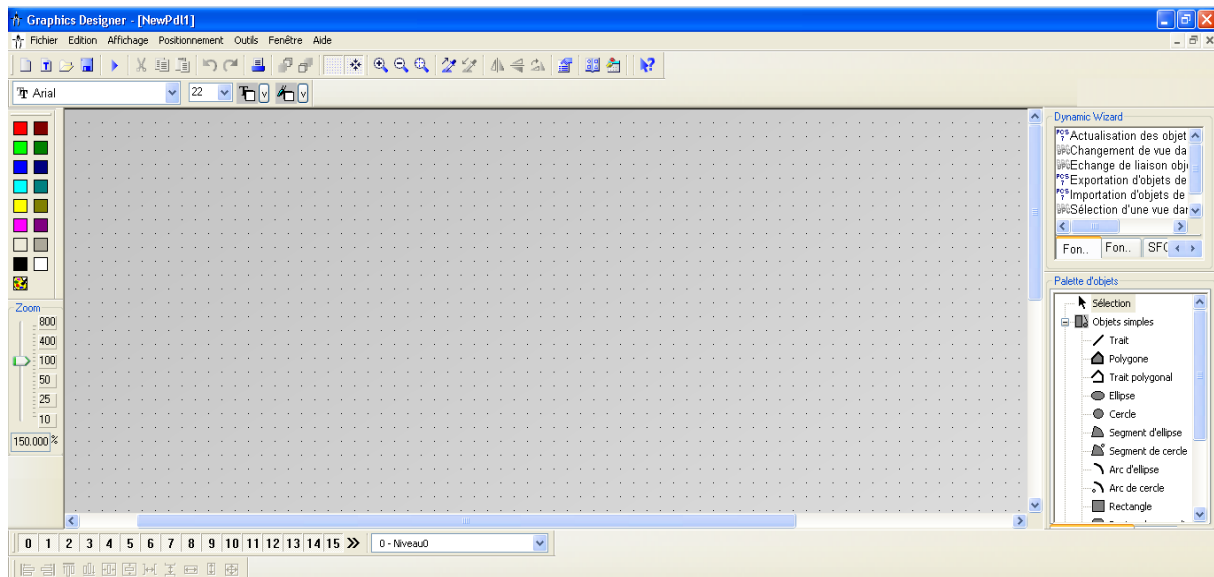 Graphics Designer - [NewPdl1]
Fichier Edition Affichage Positionnement Outils Fenêtre Aide
Arial 22
Dynamic Wizard
Actualisation des objet
Changement de vue da
Echange de liaison obj
Exportation d'objets de
Importation d'objets de
Sélection d'une vue dar
Fon.. Fon.. SFC
Palette d'objets
Sélection
Objets simples
Trait
Polygone
Trait polygonal
Ellipse
Cercle
Segment d'ellipse
Segment de cercle
Arc d'ellipse
Arc de cercle
Rectangle
Zoom
800
400
100
50
25
10
150.000 %
0 1 2 3 4 5 6 7 8 9 10 11 12 13 14 15 0 - Niveau0